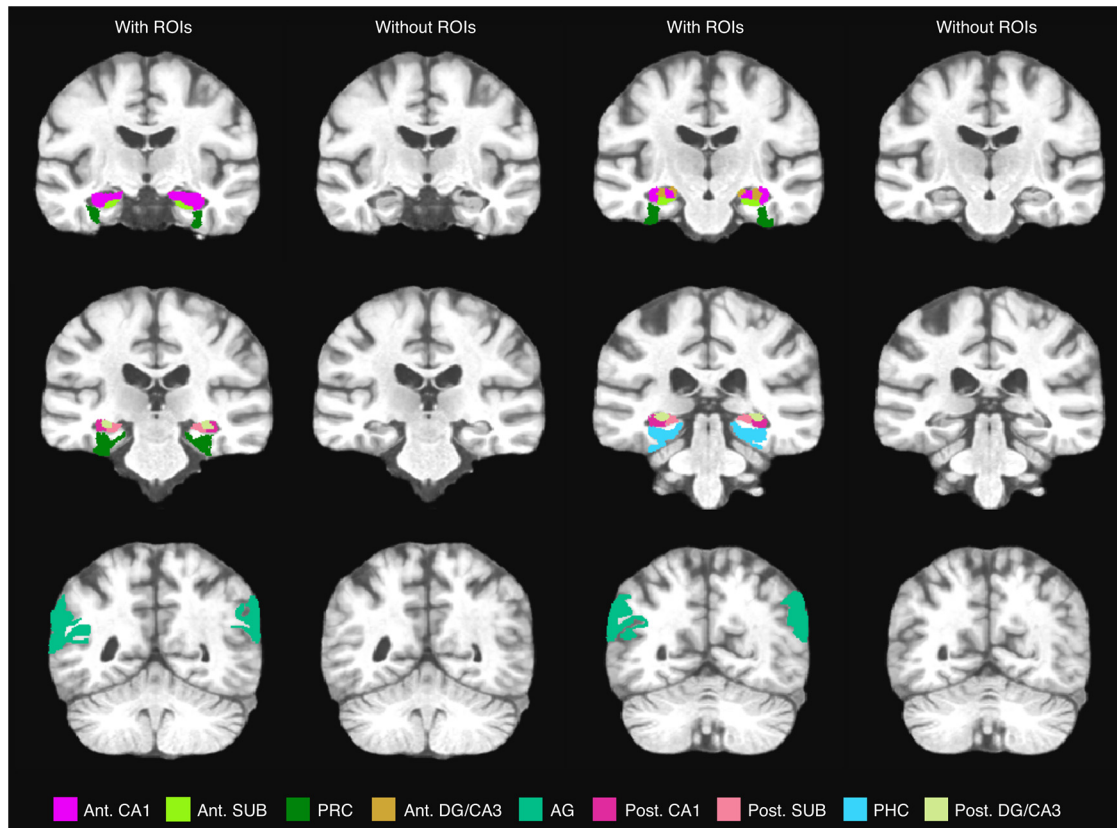 With ROIs Without ROIs With ROIs Without ROIs
Ant. CA1 Ant. SUB PRC Ant. DG/CA3 AG Post. CA1 Post. SUB PHC Post. DG/CA3